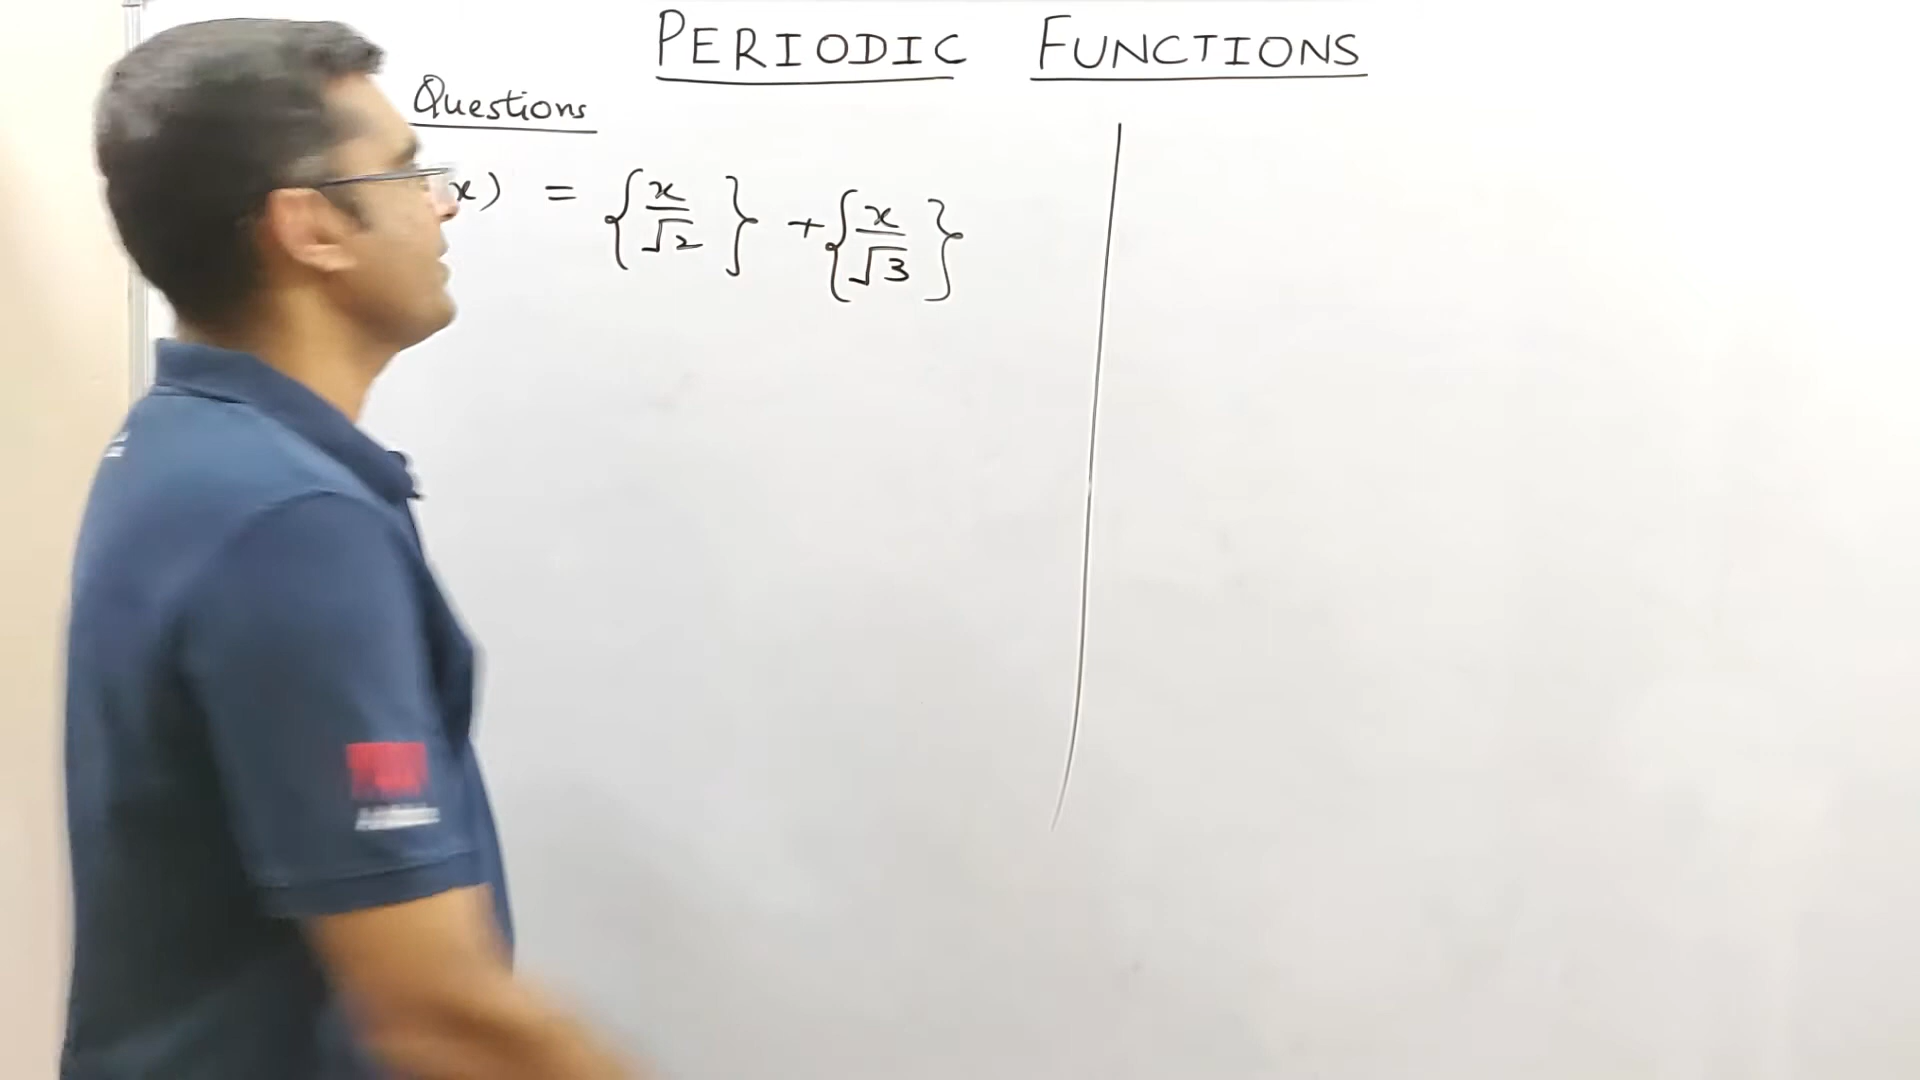 PERIODIC FUNCTIONS
Questions
x) = {x/√2} + {x/√3}